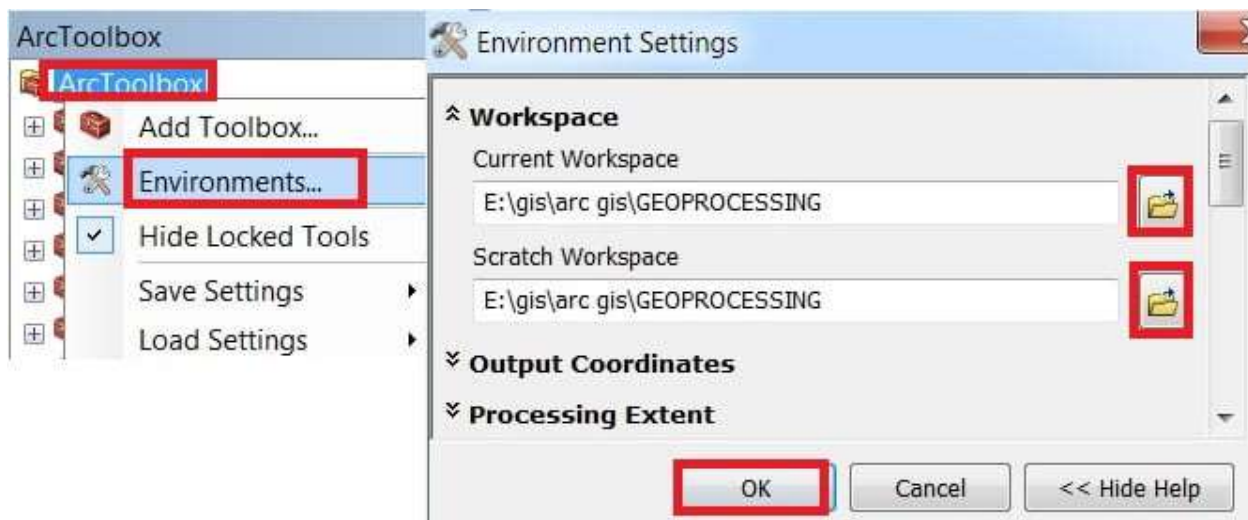 ArcToolbox
ArcToolbox
Add Toolbox...
Environments...
Hide Locked Tools
Save Settings
Load Settings
Environment Settings
Workspace
Current Workspace
E:\gis\arc gis\GEOPROCESSING
Scratch Workspace
E:\gis\arc gis\GEOPROCESSING
Output Coordinates
Processing Extent
OK
Cancel
<< Hide Help